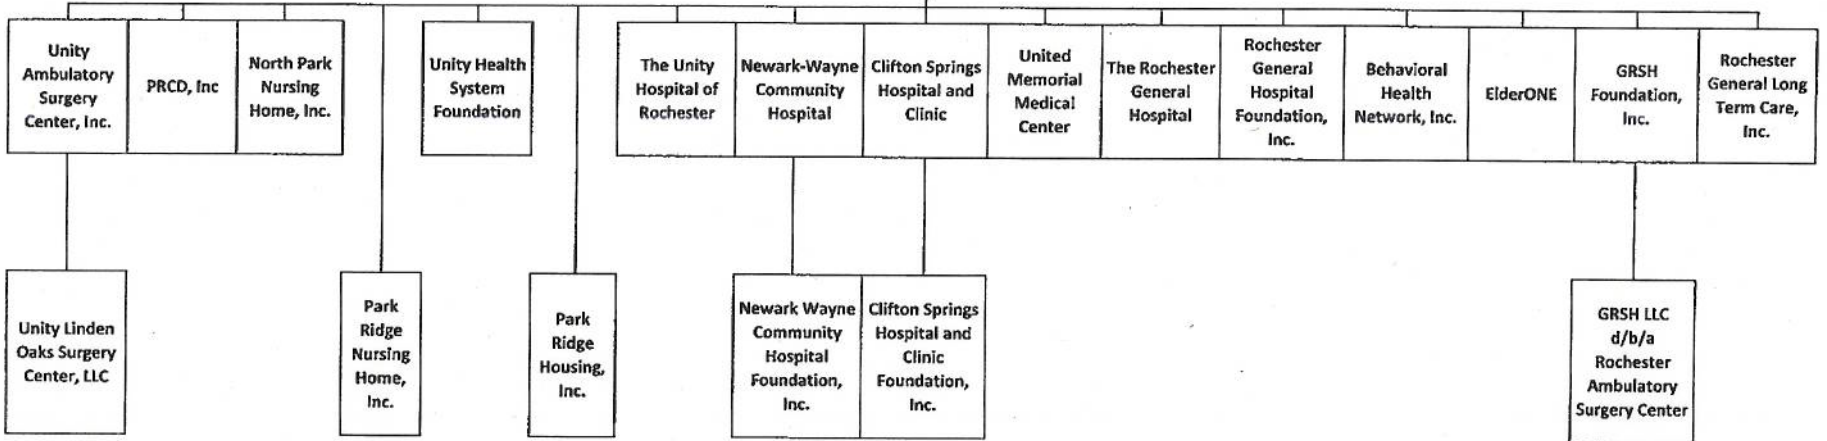 Unity
Ambulatory
Surgery
Center, Inc.
PRCD, Inc
North Park
Nursing
Home, Inc.
Unity Health
System
Foundation
The Unity
Hospital of
Rochester
Newark-Wayne
Community
Hospital
Clifton Springs
Hospital and
Clinic
United
Memorial
Medical
Center
The Rochester
General
Hospital
Rochester
General
Hospital
Foundation,
Inc.
Behavioral
Health
Network, Inc.
ElderONE
GRSH
Foundation,
Inc.
Rochester
General Long
Term Care,
Inc.
Unity Linden
Oaks Surgery
Center, LLC
Park
Ridge
Nursing
Home,
Inc.
Park
Ridge
Housing,
Inc.
Newark Wayne
Community
Hospital
Foundation,
Inc.
Clifton Springs
Hospital and
Clinic
Foundation,
Inc.
GRSH LLC
d/b/a
Rochester
Ambulatory
Surgery Center